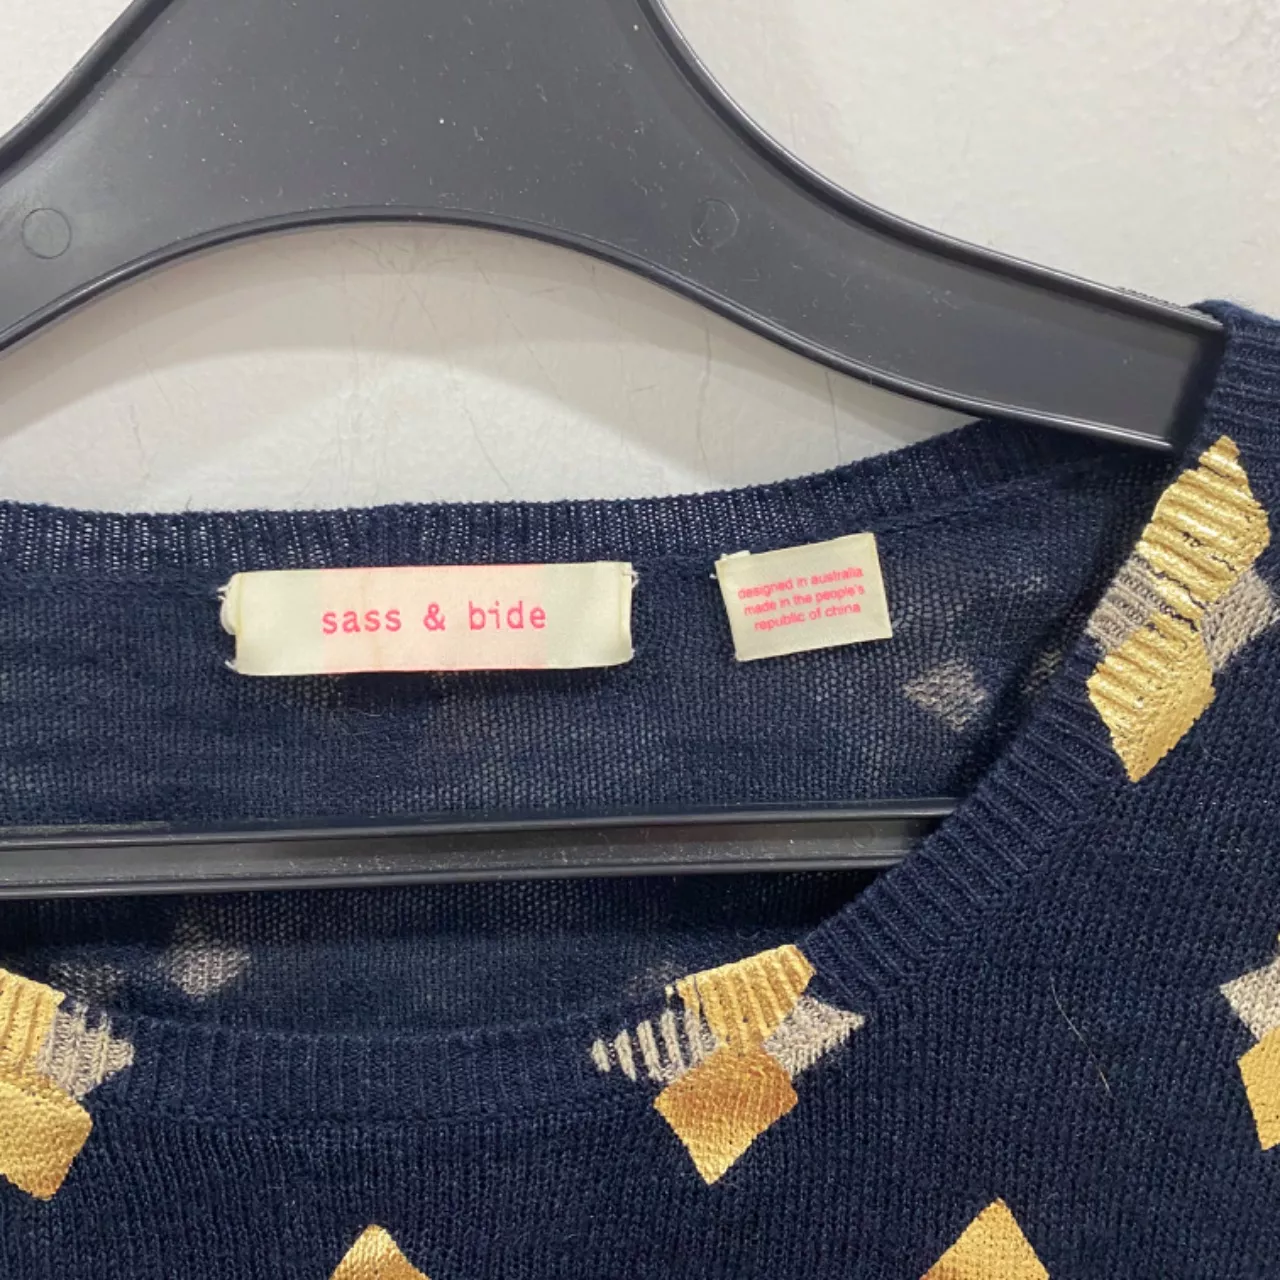 sass & bide
designed in australia
made in the people's
republic of china